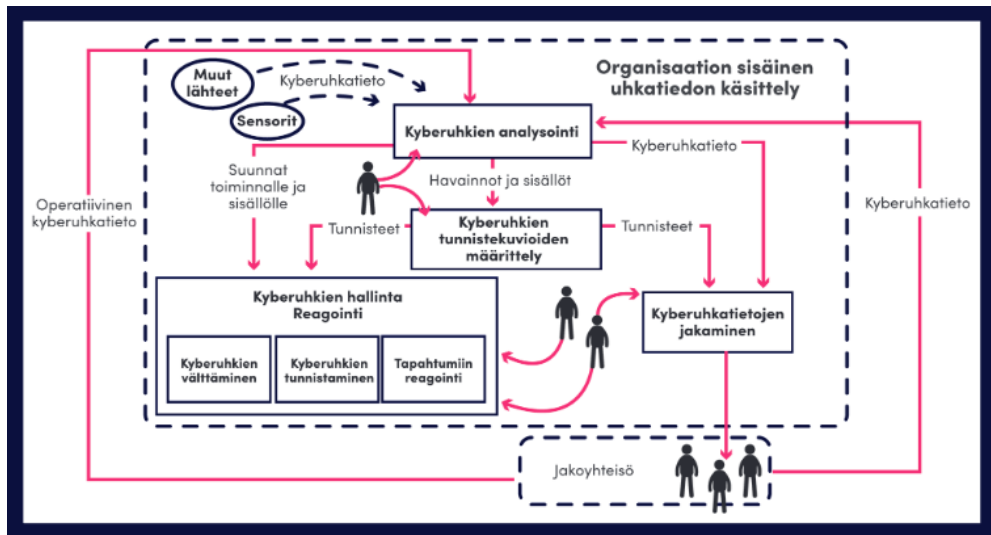 Muut
lähteet
Kyberuhkatieto
Organisaation sisäinen
uhkatiedon käsittely
Sensorit
Kyberuhkien analysointi
Kyberuhkatieto
Suunnat
toiminnalle ja
sisällölle
Havainnot ja sisällöt
Operatiivinen
kyberuhkatieto
Kyberuhkatieto
Tunnisteet
Kyberuhkien
tunnistekuvioiden
määrittely
Tunnisteet
Kyberuhkien hallinta
Reagointi
Kyberuhkatietojen
jakaminen
Kyberuhkien
välttäminen
Kyberuhkien
tunnistaminen
Tapahtumiin
reagointi
Jakoyhteisö